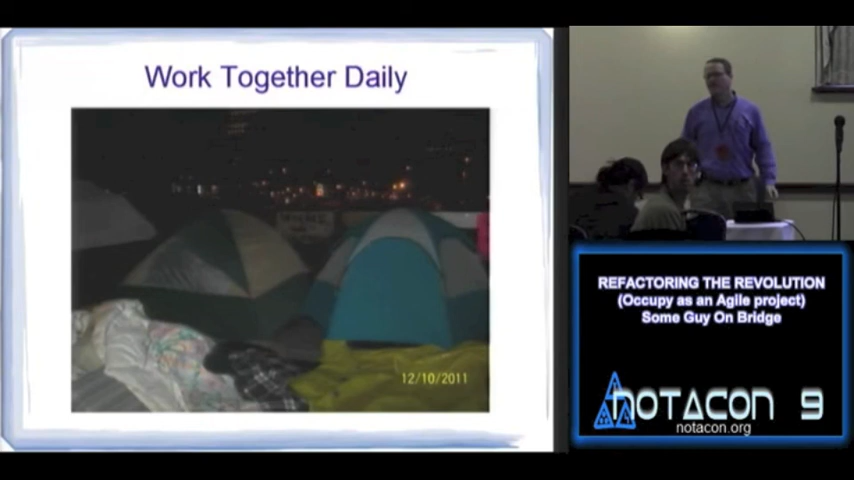 Work Together Daily
12/10/2011
REFACTORING THE REVOLUTION
(Occupy as an Agile project)
Some Guy On Bridge
NOTACON 9
notacon.org